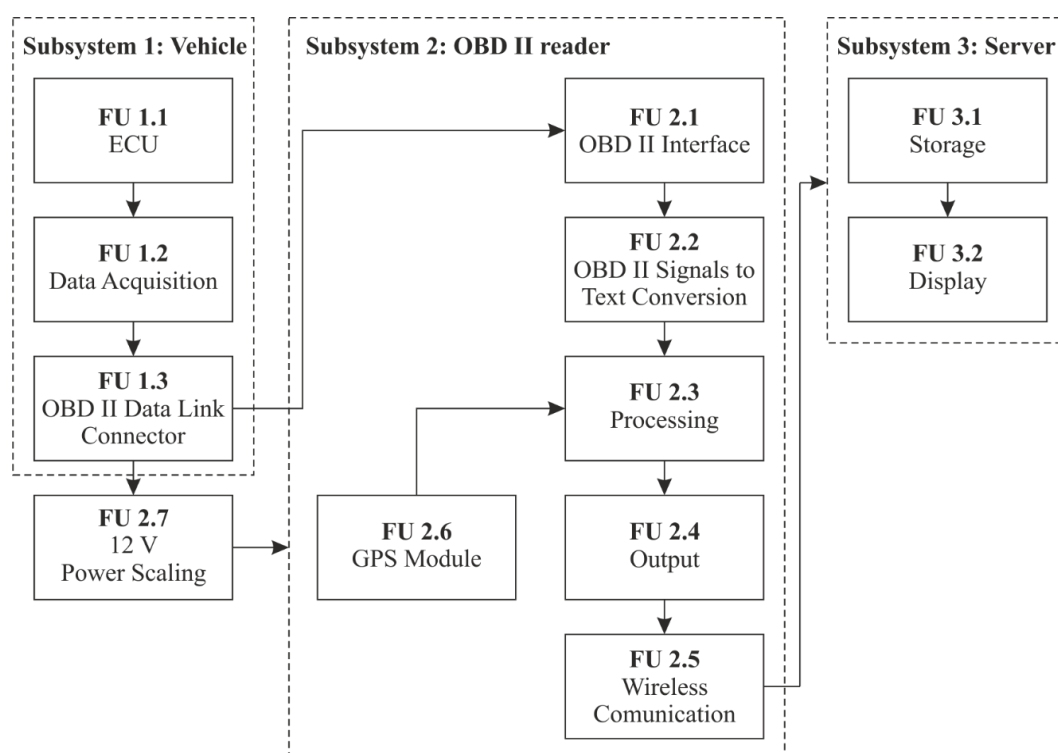 Subsystem 1: Vehicle
FU 1.1
ECU
FU 1.2
Data Acquisition
FU 1.3
OBD II Data Link
Connector
FU 2.7
12 V
Power Scaling
Subsystem 2: OBD II reader
FU 2.1
OBD II Interface
FU 2.2
OBD II Signals to
Text Conversion
FU 2.3
Processing
FU 2.6
GPS Module
FU 2.4
Output
FU 2.5
Wireless
Comunication
Subsystem 3: Server
FU 3.1
Storage
FU 3.2
Display